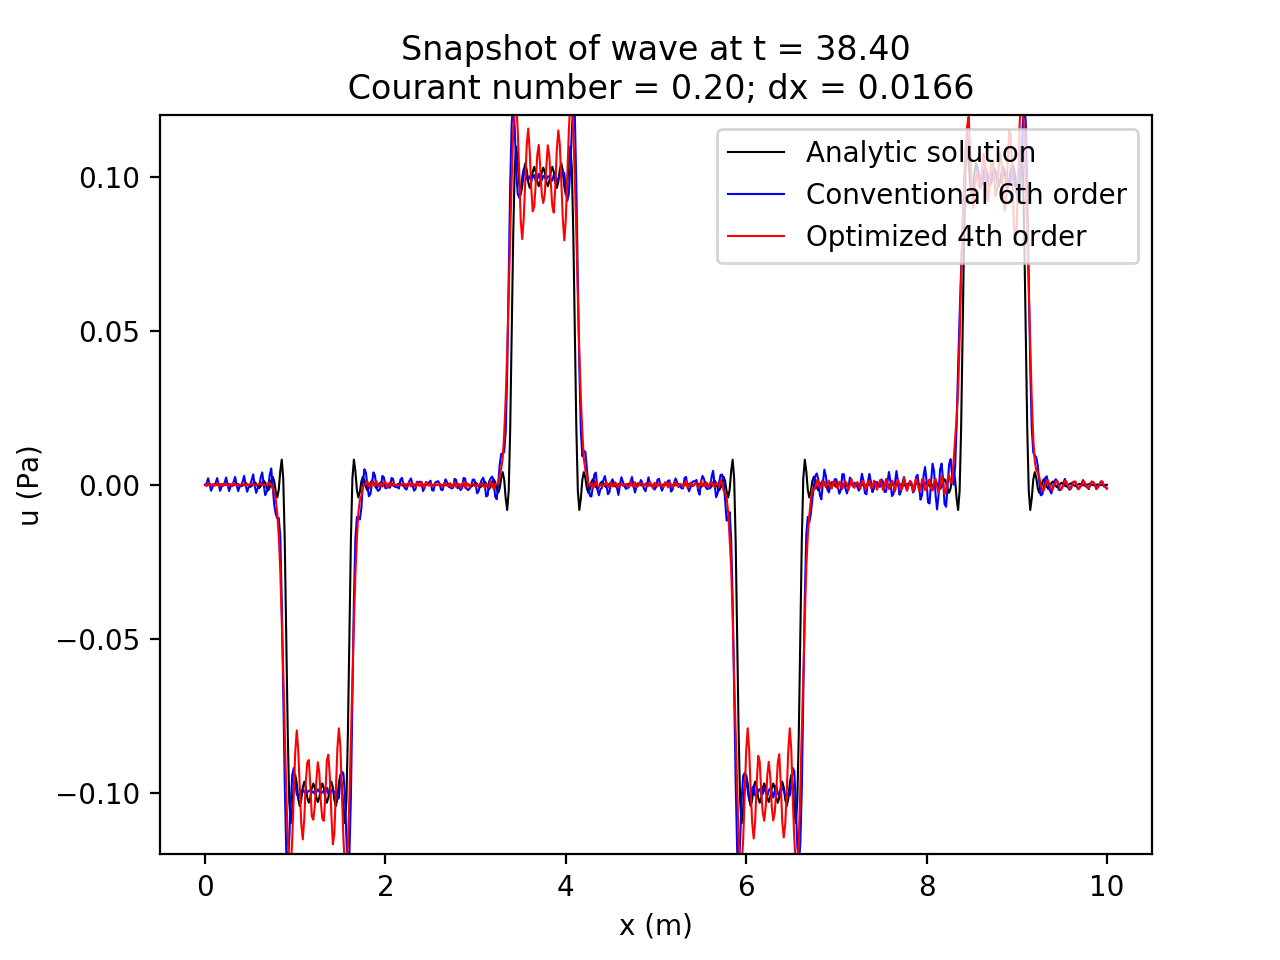 Snapshot of wave at t = 38.40
Courant number = 0.20; dx = 0.0166
Analytic solution
Conventional 6th order
Optimized 4th order
0.10
0.05
0.00
−0.05
−0.10
u (Pa)
0 2 4 6 8 10
x (m)